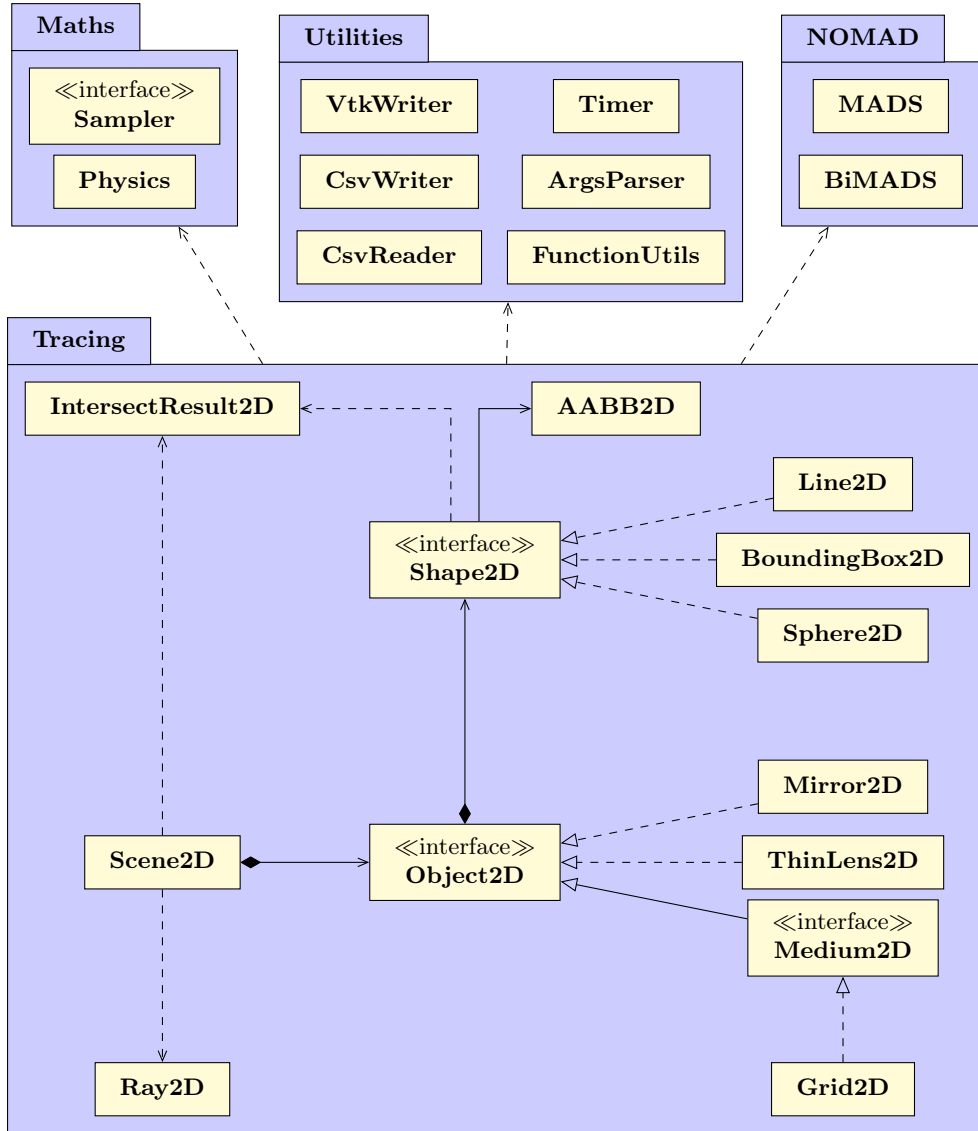 Maths
≪interface≫
Sampler
Physics
Utilities
VtkWriter
Timer
CsvWriter
ArgsParser
CsvReader
FunctionUtils
NOMAD
MADS
BiMADS
Tracing
IntersectResult2D
AABB2D
Line2D
≪interface≫
Shape2D
BoundingBox2D
Sphere2D
Mirror2D
Scene2D
≪interface≫
Object2D
ThinLens2D
≪interface≫
Medium2D
Ray2D
Grid2D